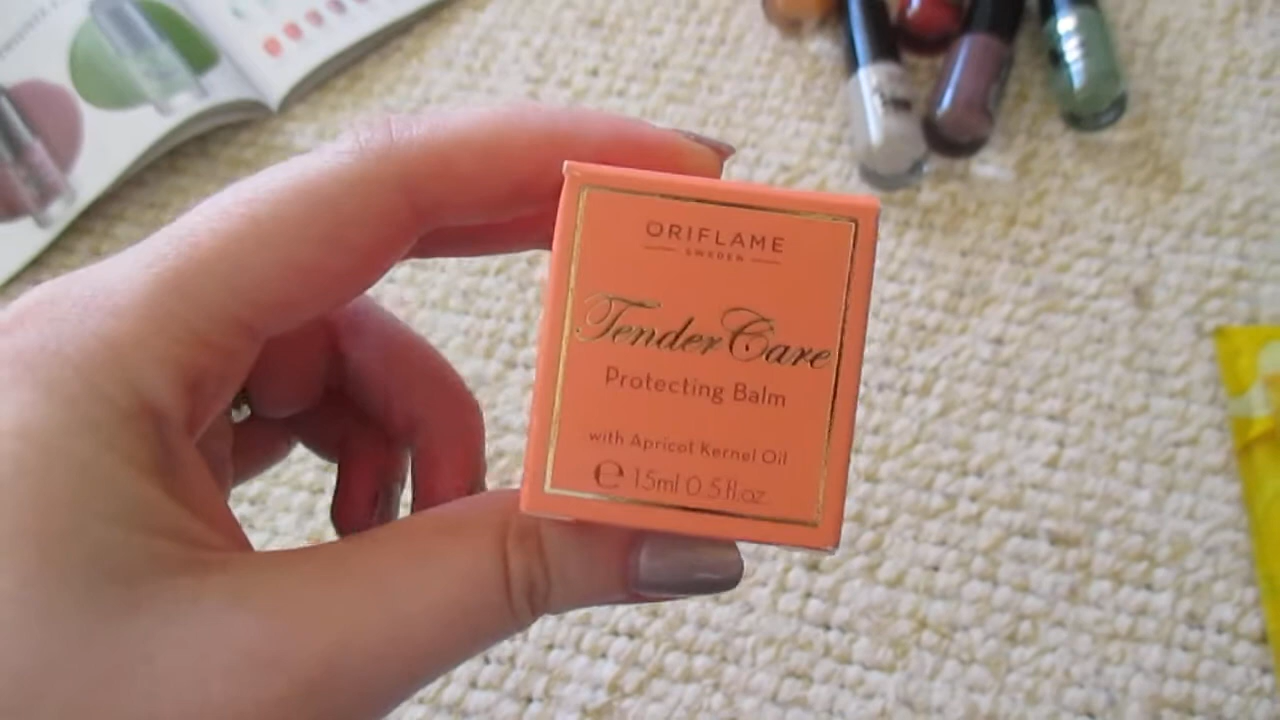 ORIFLAME
SWEDEN
Tender Care
Protecting Balm
with Apricot Kernel Oil
e 15ml 0.5 fl.oz.